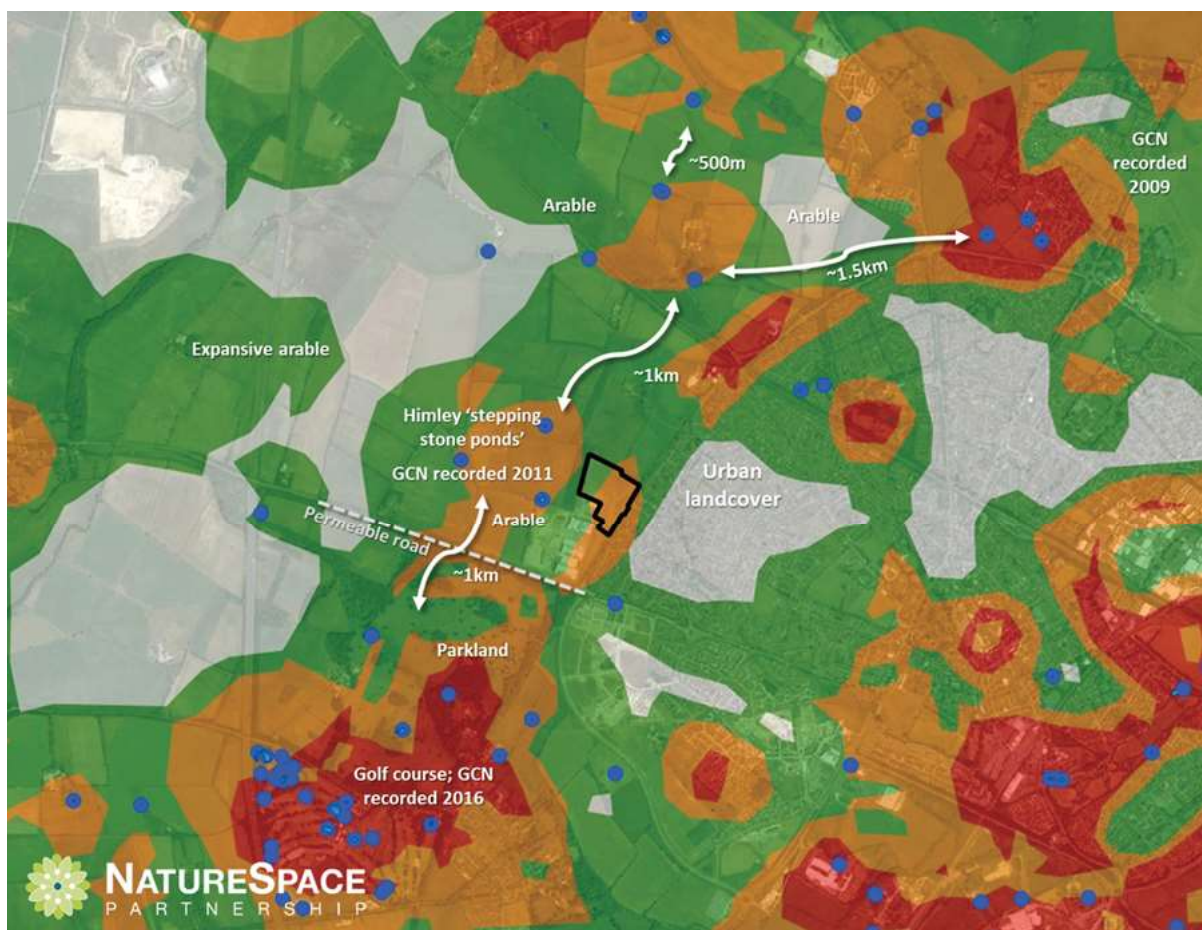 ~500m
GCN
recorded
2009
Arable
Arable
~1.5km
Expansive arable
~1km
Himley 'stepping
stone ponds'
GCN recorded 2011
Urban
landcover
Arable
Permeable road
~1km
Parkland
Golf course; GCN
recorded 2016
NATURESPACE
PARTNERSHIP